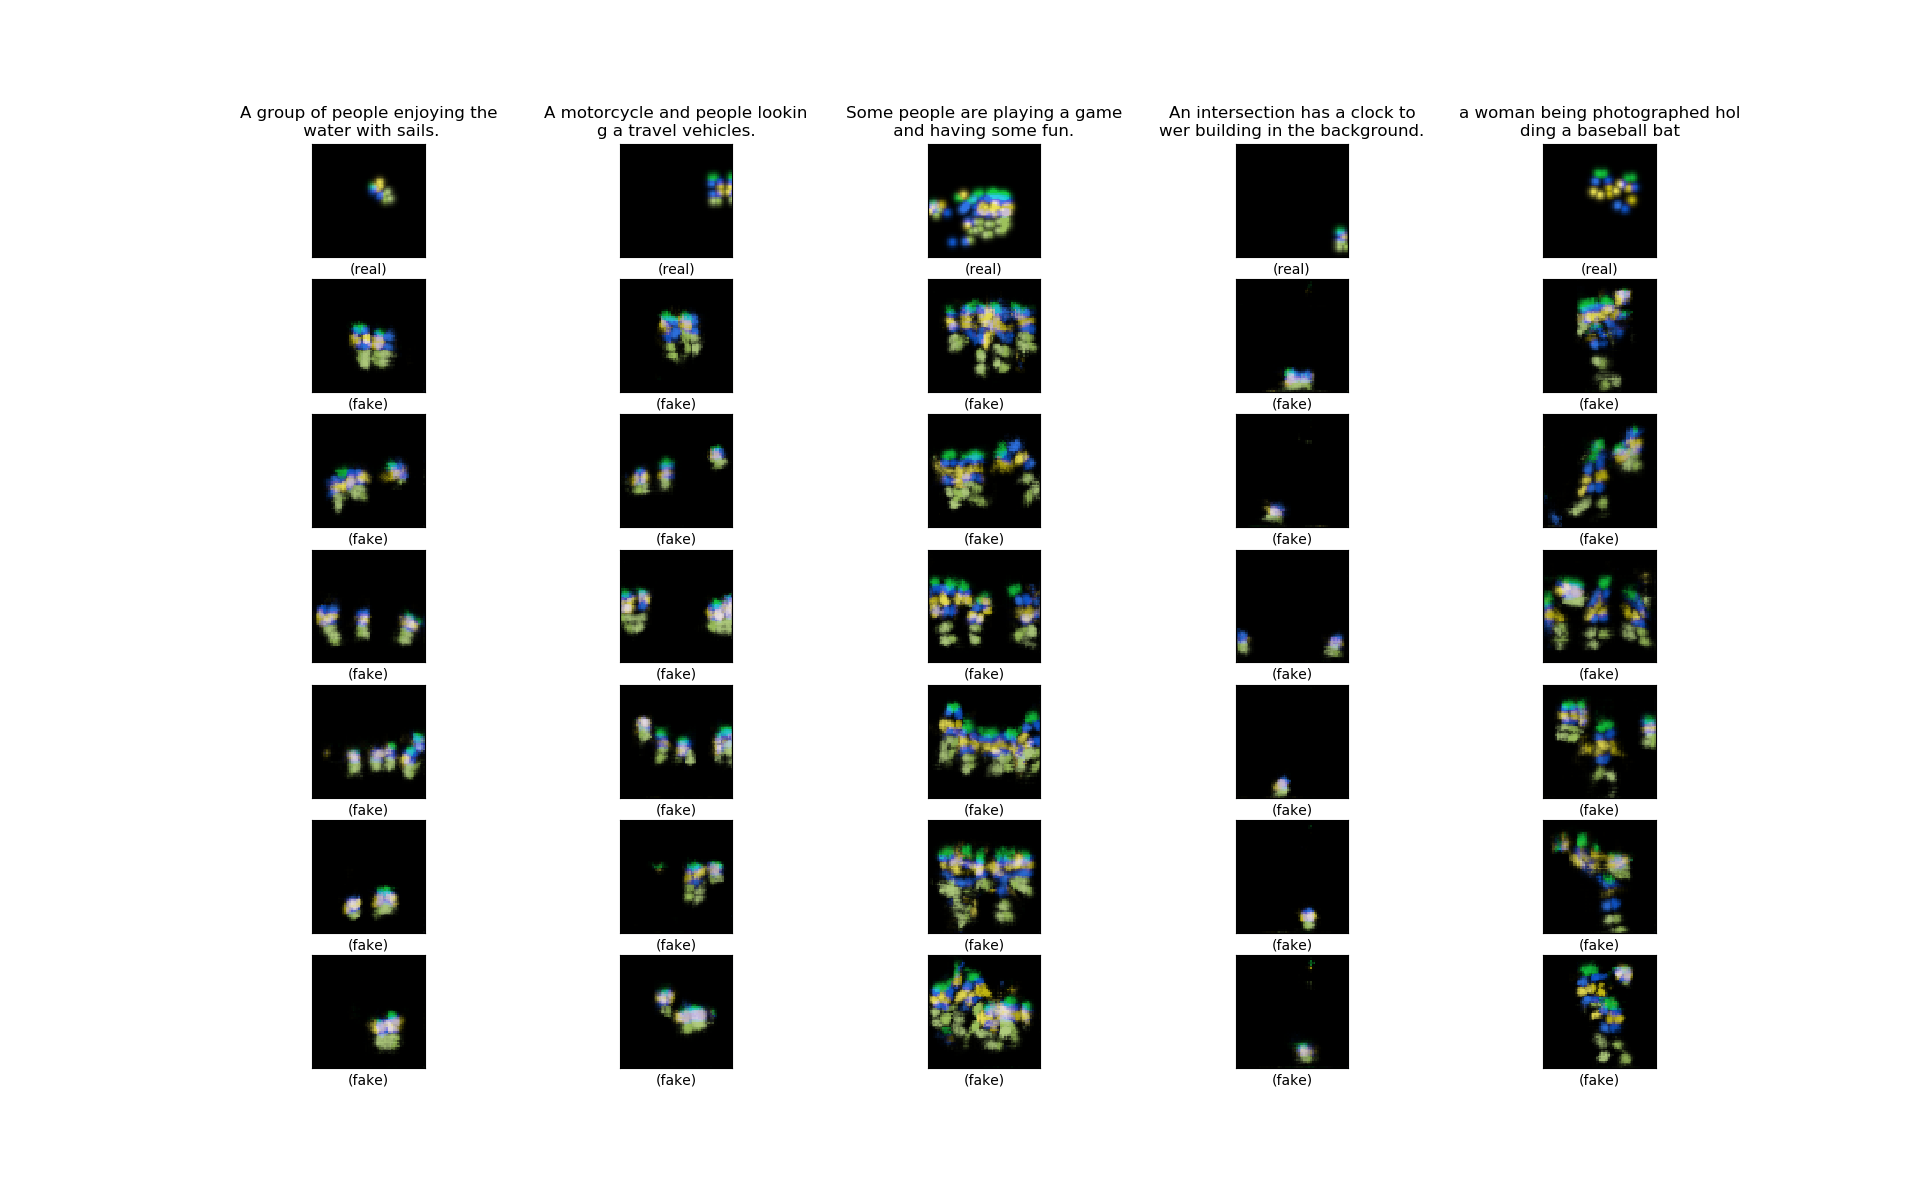 A group of people enjoying the
water with sails.
A motorcycle and people lookin
g a travel vehicles.
Some people are playing a game
and having some fun.
An intersection has a clock to
wer building in the background.
a woman being photographed hol
ding a baseball bat
(real) (real) (real) (real) (real)
(fake) (fake) (fake) (fake) (fake)
(fake) (fake) (fake) (fake) (fake)
(fake) (fake) (fake) (fake) (fake)
(fake) (fake) (fake) (fake) (fake)
(fake) (fake) (fake) (fake) (fake)
(fake) (fake) (fake) (fake) (fake)